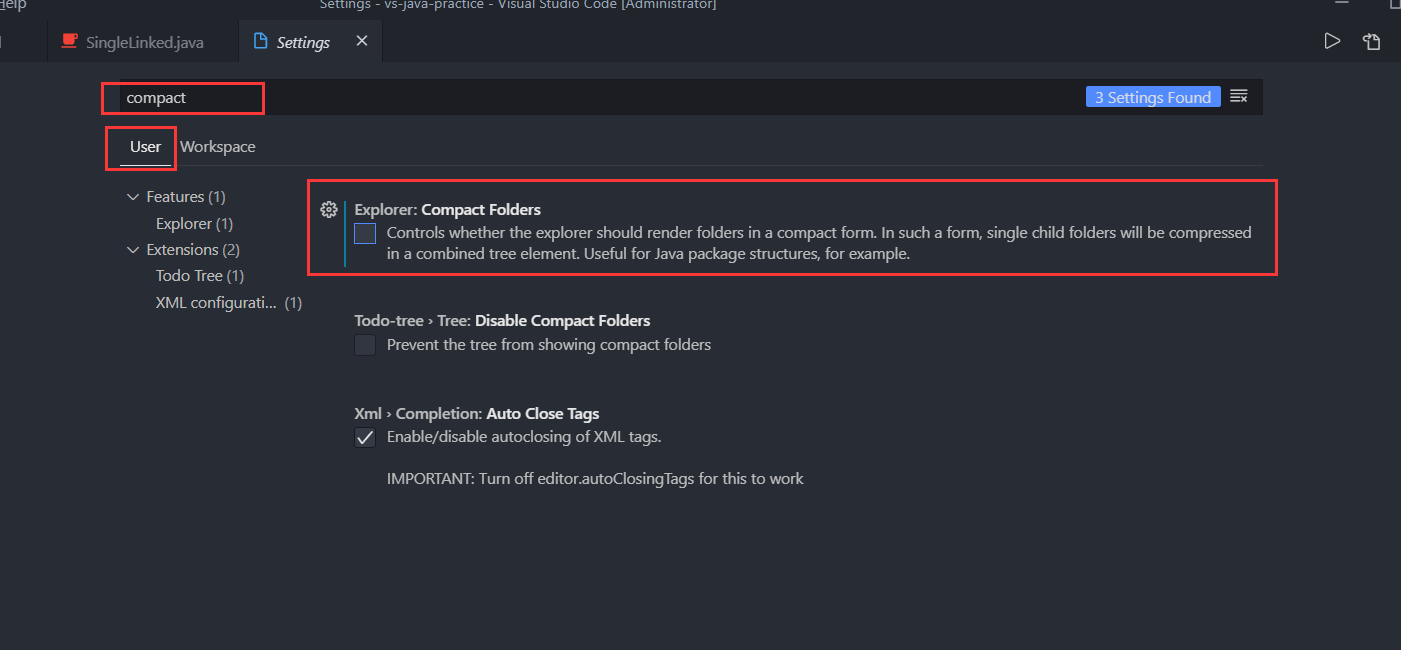 Help
Settings - vs-java-practice - Visual Studio Code [Administrator]
SingleLinked.java
Settings
compact
3 Settings Found
User
Workspace
Features (1)
Explorer (1)
Extensions (2)
Todo Tree (1)
XML configurati... (1)
Explorer: Compact Folders
Controls whether the explorer should render folders in a compact form. In such a form, single child folders will be compressed
in a combined tree element. Useful for Java package structures, for example.
Todo-tree › Tree: Disable Compact Folders
Prevent the tree from showing compact folders
Xml › Completion: Auto Close Tags
Enable/disable autoclosing of XML tags.
IMPORTANT: Turn off editor.autoClosingTags for this to work